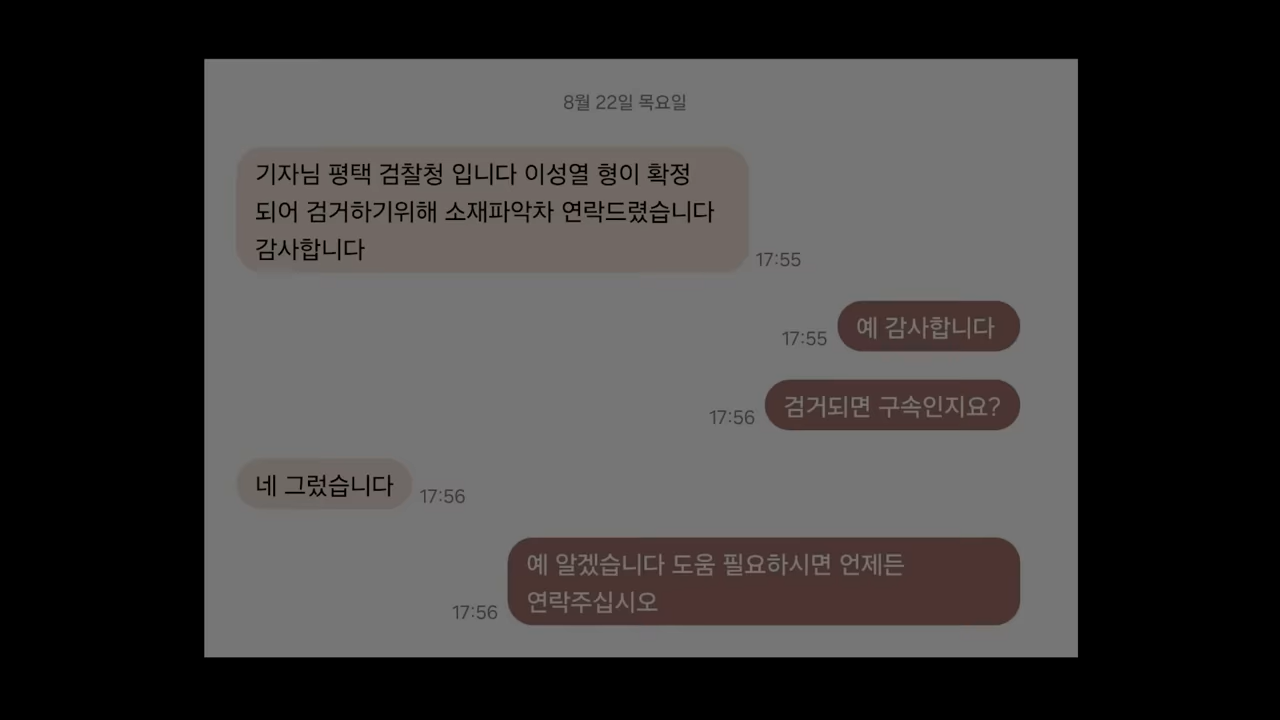 8월 22일 목요일
기자님 평택 검찰청 입니다 이성열 형이 확정
되어 검거하기위해 소재파악차 연락드렸습니다
감사합니다
17:55
예 감사합니다
17:55
검거되면 구속인지요?
17:56
네 그렀습니다
17:56
예 알겠습니다 도움 필요하시면 언제든
연락주십시오
17:56